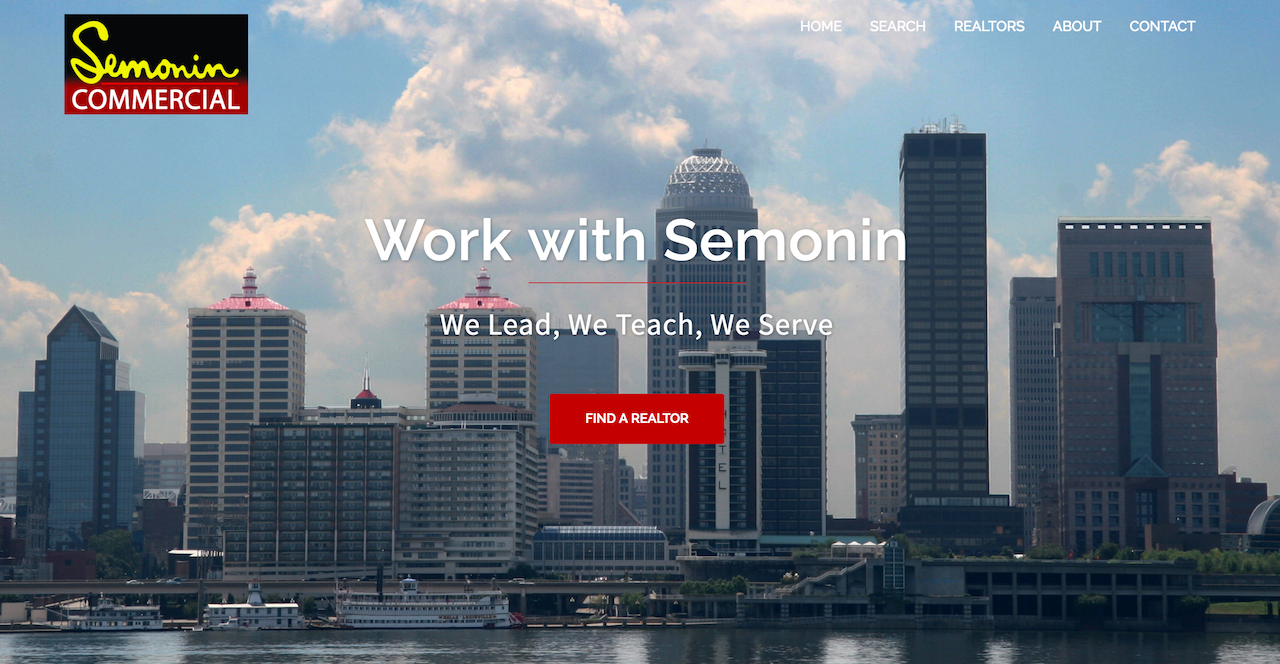 Semonin
COMMERCIAL
HOME SEARCH REALTORS ABOUT CONTACT
Work with Semonin
We Lead, We Teach, We Serve
FIND A REALTOR
TEL